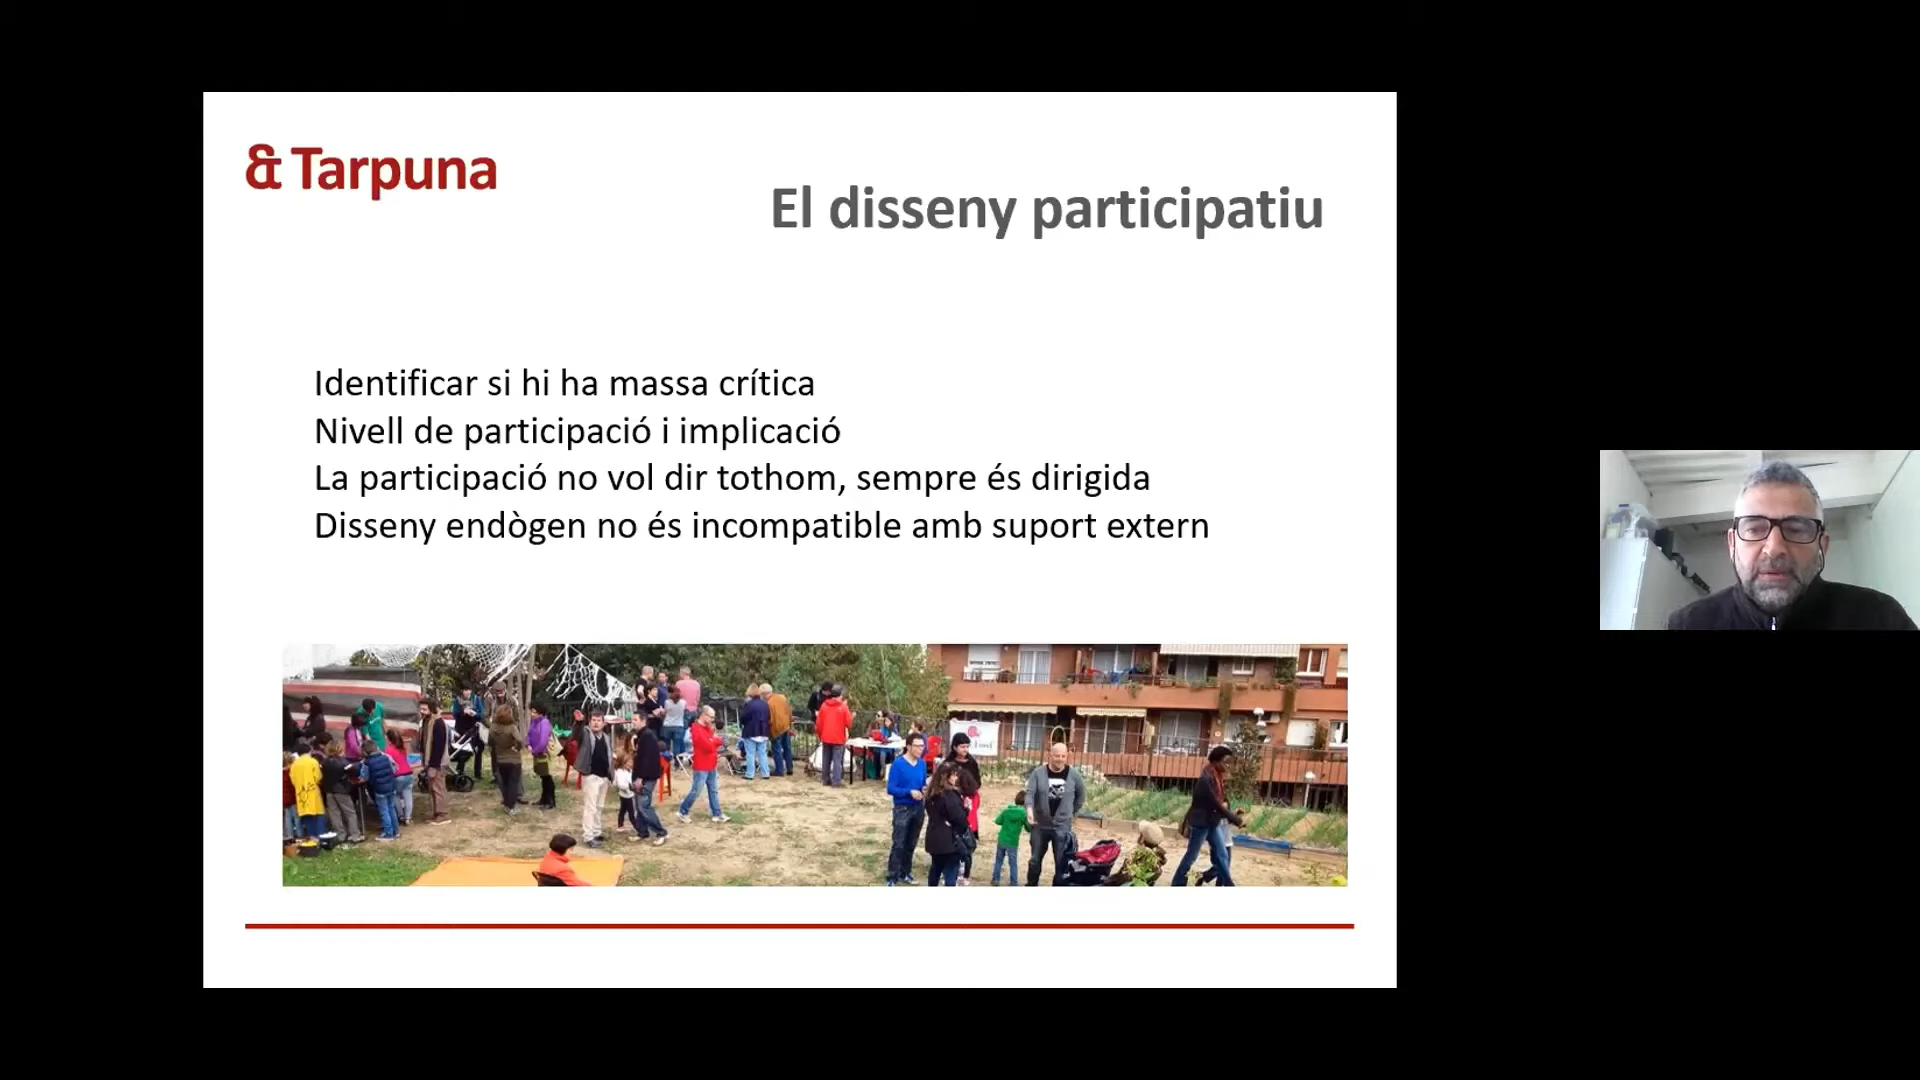 & Tarpuna
El disseny participatiu
Identificar si hi ha massa crítica
Nivell de participació i implicació
La participació no vol dir tothom, sempre és dirigida
Disseny endògen no és incompatible amb suport extern